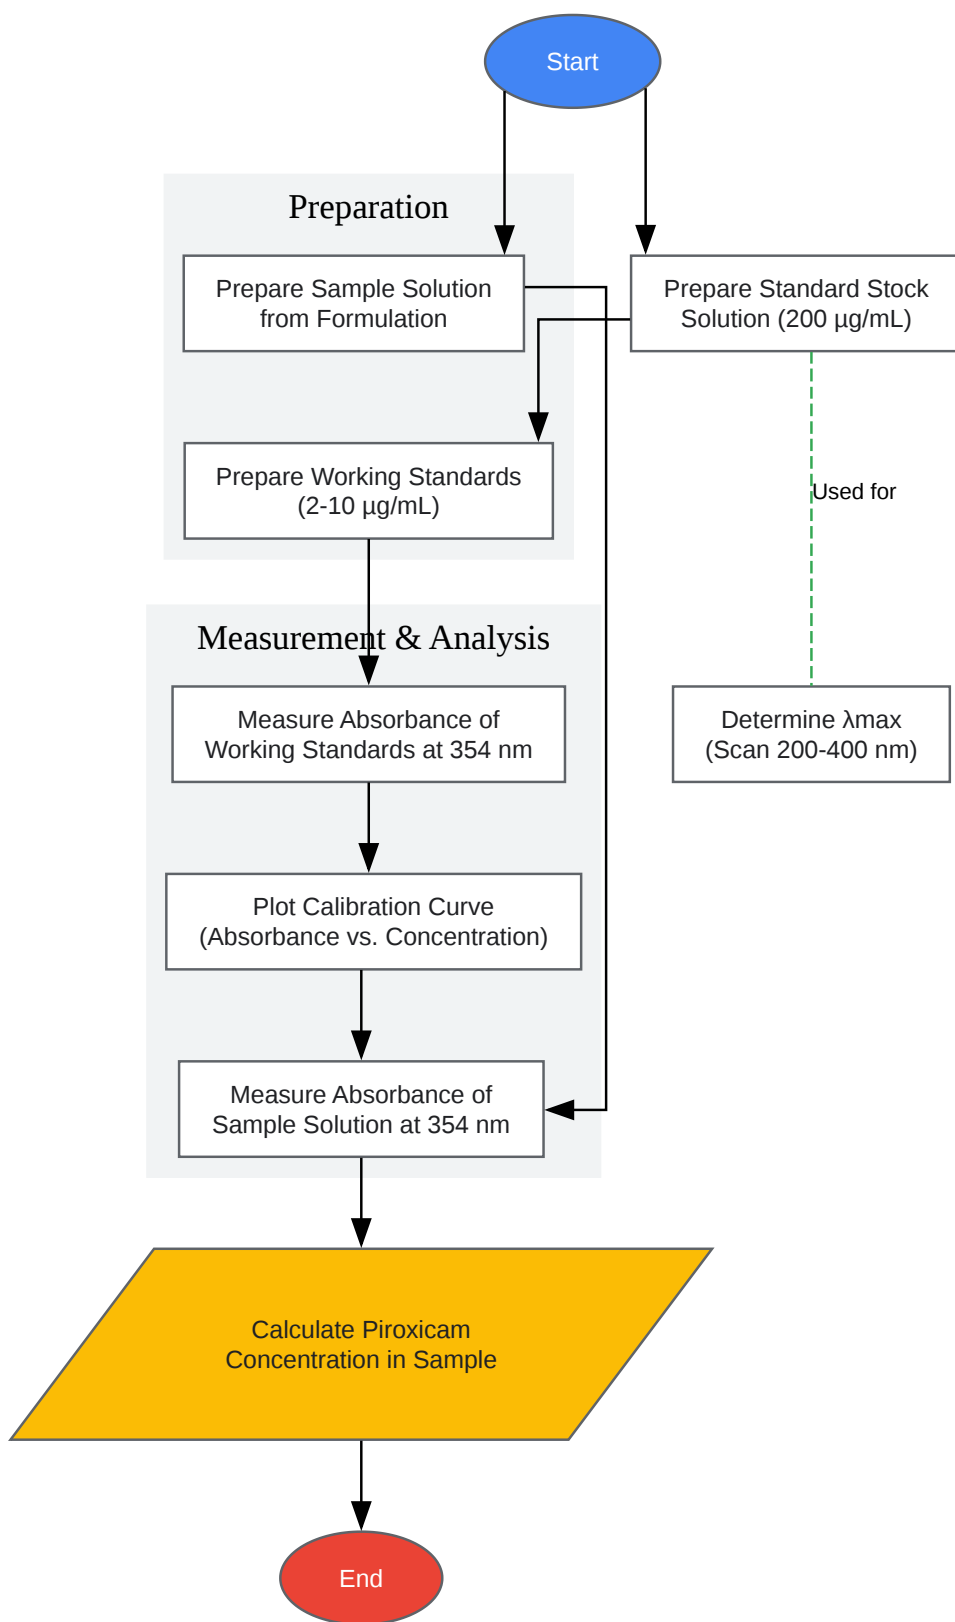 Start
Preparation
Prepare Sample Solution
from Formulation
Prepare Standard Stock
Solution (200 µg/mL)
Prepare Working Standards
(2-10 µg/mL)
Used for
Measurement & Analysis
Measure Absorbance of
Working Standards at 354 nm
Determine λmax
(Scan 200-400 nm)
Plot Calibration Curve
(Absorbance vs. Concentration)
Measure Absorbance of
Sample Solution at 354 nm
Calculate Piroxicam
Concentration in Sample
End